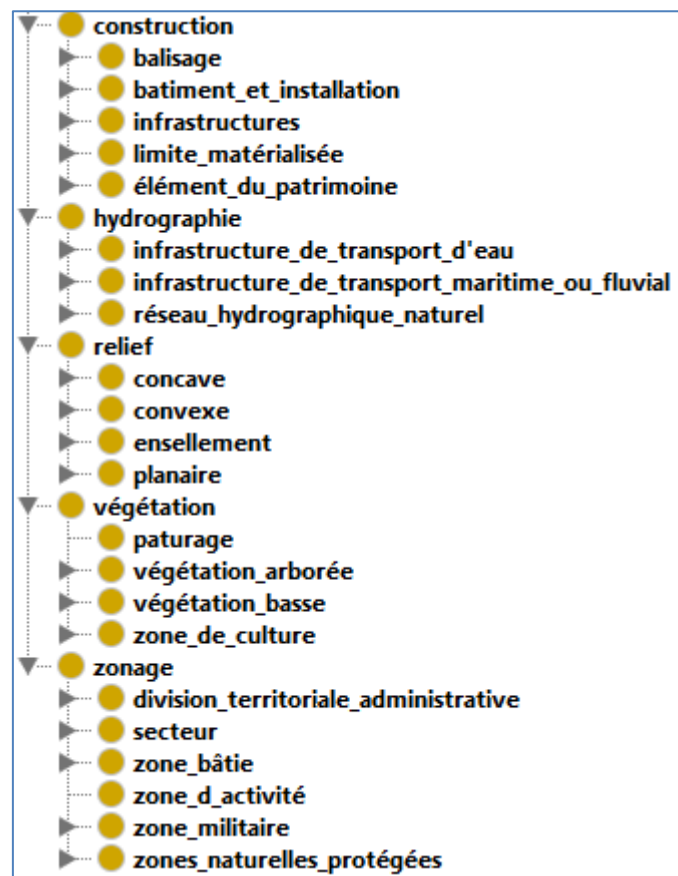 construction
balisage
batiment_et_installation
infrastructures
limite_matérialisée
élément_du_patrimoine
hydrographie
infrastructure_de_transport_d'eau
infrastructure_de_transport_maritime_ou_fluvial
réseau_hydrographique_naturel
relief
concave
convexe
ensellement
planaire
végétation
paturage
végétation_arborée
végétation_basse
zone_de_culture
zonage
division_territoriale_administrative
secteur
zone_bâtie
zone_d_activité
zone_militaire
zones_naturelles_protégées